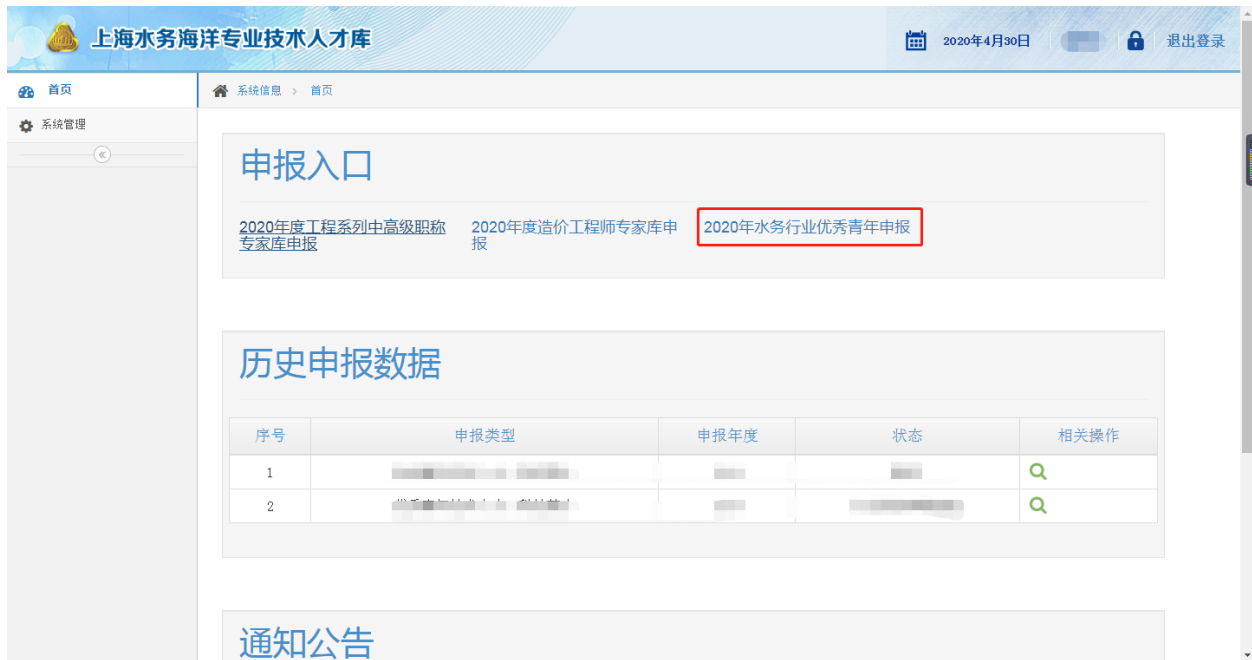 上海水务海洋专业技术人才库
2020年4月30日
退出登录
首页
系统信息 > 首页
系统管理
申报入口
2020年度工程系列中高级职称
专家库申报
2020年度造价工程师专家库申
报
2020年水务行业优秀青年申报
历史申报数据
序号 申报类型 申报年度 状态 相关操作
1
2
通知公告